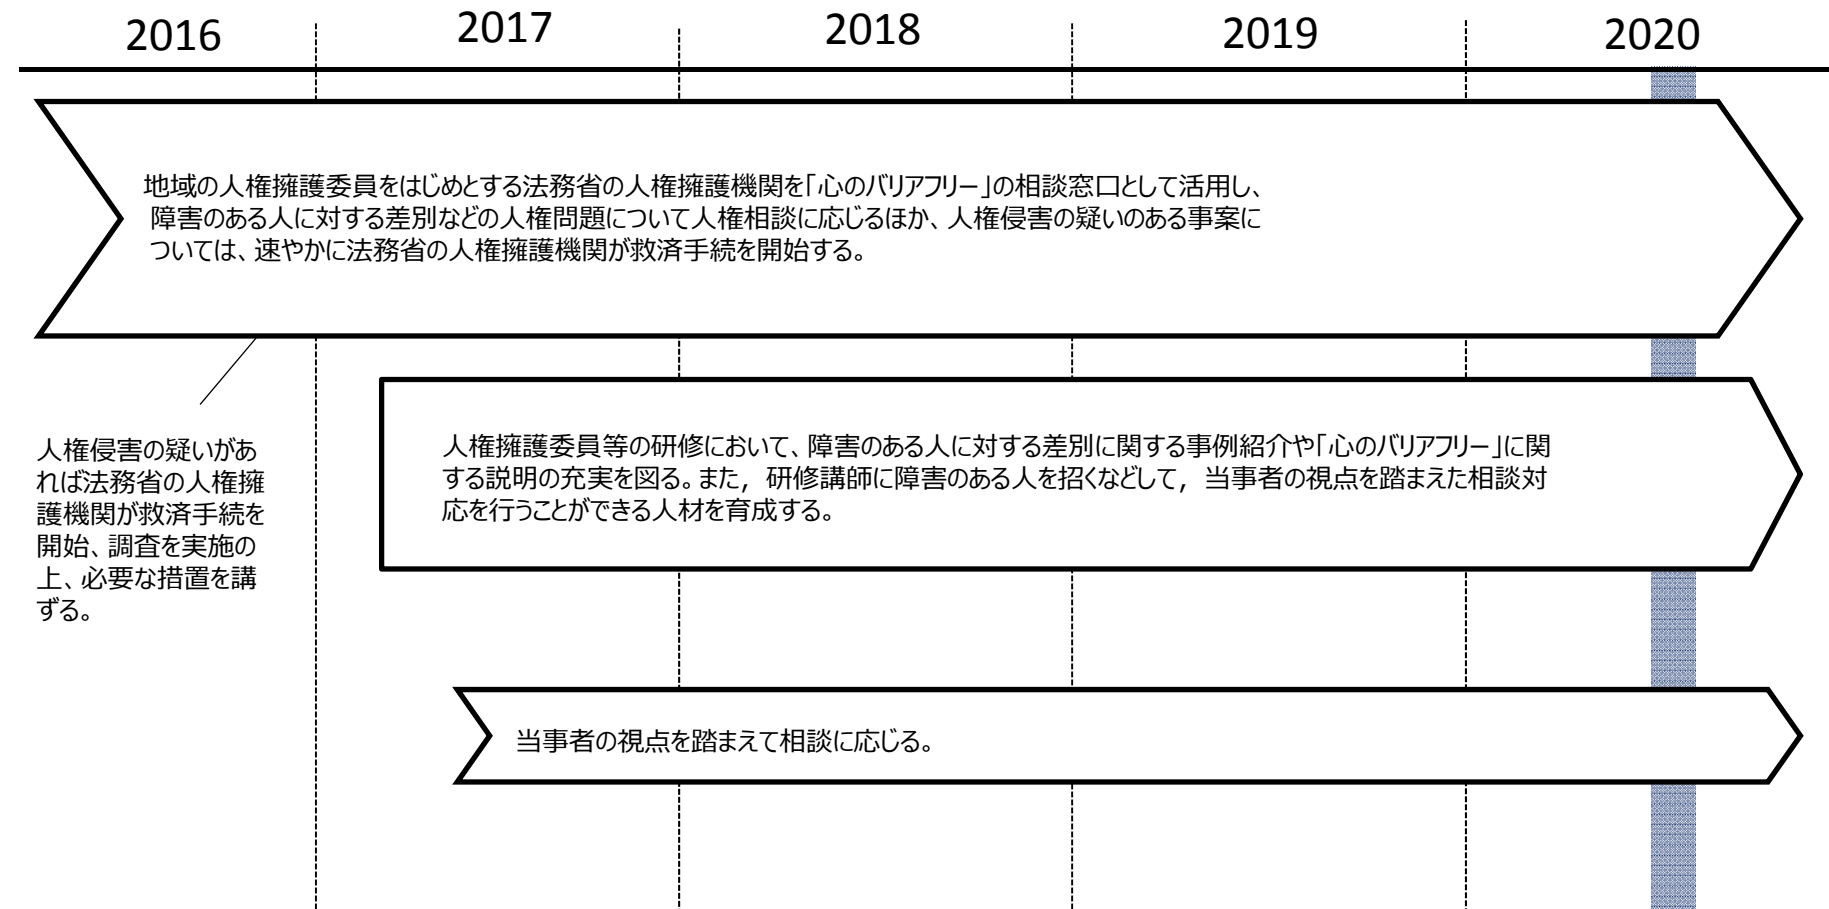 2016
2017
2018
2019
2020
地域の人権擁護委員をはじめとする法務省の人権擁護機関を「心のバリアフリー」の相談窓口として活用し、
障害のある人に対する差別などの人権問題について人権相談に応じるほか、人権侵害の疑いのある事案に
ついては、速やかに法務省の人権擁護機関が救済手続を開始する。
人権侵害の疑いがあ
れば法務省の人権擁
護機関が救済手続を
開始、調査を実施の
上、必要な措置を講
ずる。
人権擁護委員等の研修において、障害のある人に対する差別に関する事例紹介や「心のバリアフリー」に関
する説明の充実を図る。また，研修講師に障害のある人を招くなどして，当事者の視点を踏まえた相談対
応を行うことができる人材を育成する。
当事者の視点を踏まえて相談に応じる。